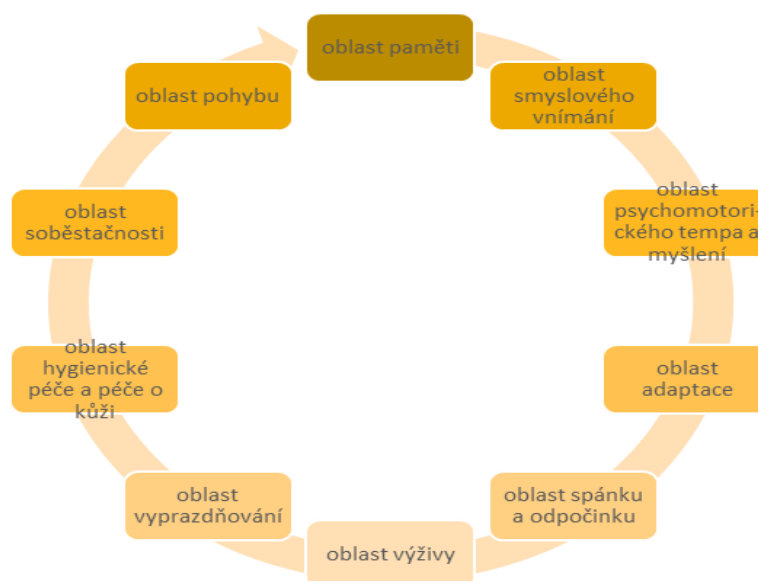 oblast paměti
oblast
smyslového
vnímání
oblast
psychomotori-
ckého tempa a
myšlení
oblast
adaptace
oblast spánku
a odpočinku
oblast výživy
oblast
vyprazdňování
oblast
hygienické
péče a péče o
kůži
oblast
soběstačnosti
oblast pohybu